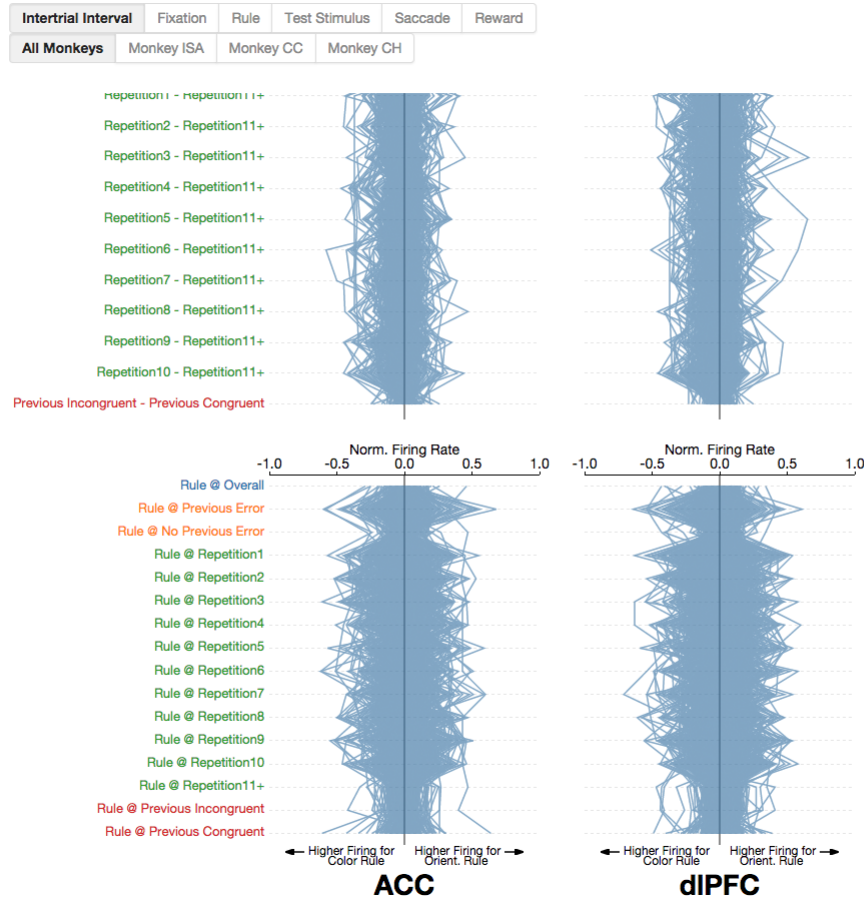 Intertrial Interval Fixation Rule Test Stimulus Saccade Reward
All Monkeys Monkey ISA Monkey CC Monkey CH
Repetition1 - Repetition11+
Repetition2 - Repetition11+
Repetition3 - Repetition11+
Repetition4 - Repetition11+
Repetition5 - Repetition11+
Repetition6 - Repetition11+
Repetition7 - Repetition11+
Repetition8 - Repetition11+
Repetition9 - Repetition11+
Repetition10 - Repetition11+
Previous Incongruent - Previous Congruent
Norm. Firing Rate Norm. Firing Rate
-1.0 -0.5 0.0 0.5 1.0 -1.0 -0.5 0.0 0.5 1.0
Rule @ Overall
Rule @ Previous Error
Rule @ No Previous Error
Rule @ Repetition1
Rule @ Repetition2
Rule @ Repetition3
Rule @ Repetition4
Rule @ Repetition5
Rule @ Repetition6
Rule @ Repetition7
Rule @ Repetition8
Rule @ Repetition9
Rule @ Repetition10
Rule @ Repetition11+
Rule @ Previous Incongruent
Rule @ Previous Congruent
Higher Firing for Higher Firing for Higher Firing for Higher Firing for
Color Rule Orient. Rule Color Rule Orient. Rule
ACC dlPFC